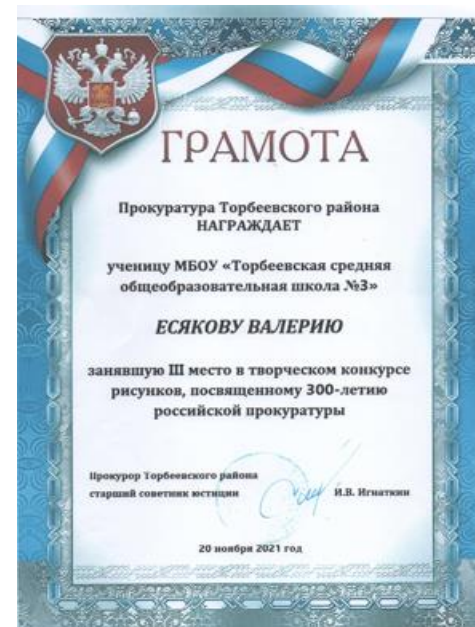 ГРАМОТА
Прокуратура Торбеевского района
НАГРАЖДАЕТ
ученицу МБОУ «Торбеевская средняя
общеобразовательная школа №3»
ЕСЯКОВУ ВАЛЕРИЮ
занявшую III место в творческом конкурсе
рисунков, посвященному 300-летию
российской прокуратуры
Прокурор Торбеевского района
старший советник юстиции И.В. Игнаткин
20 ноября 2021 год